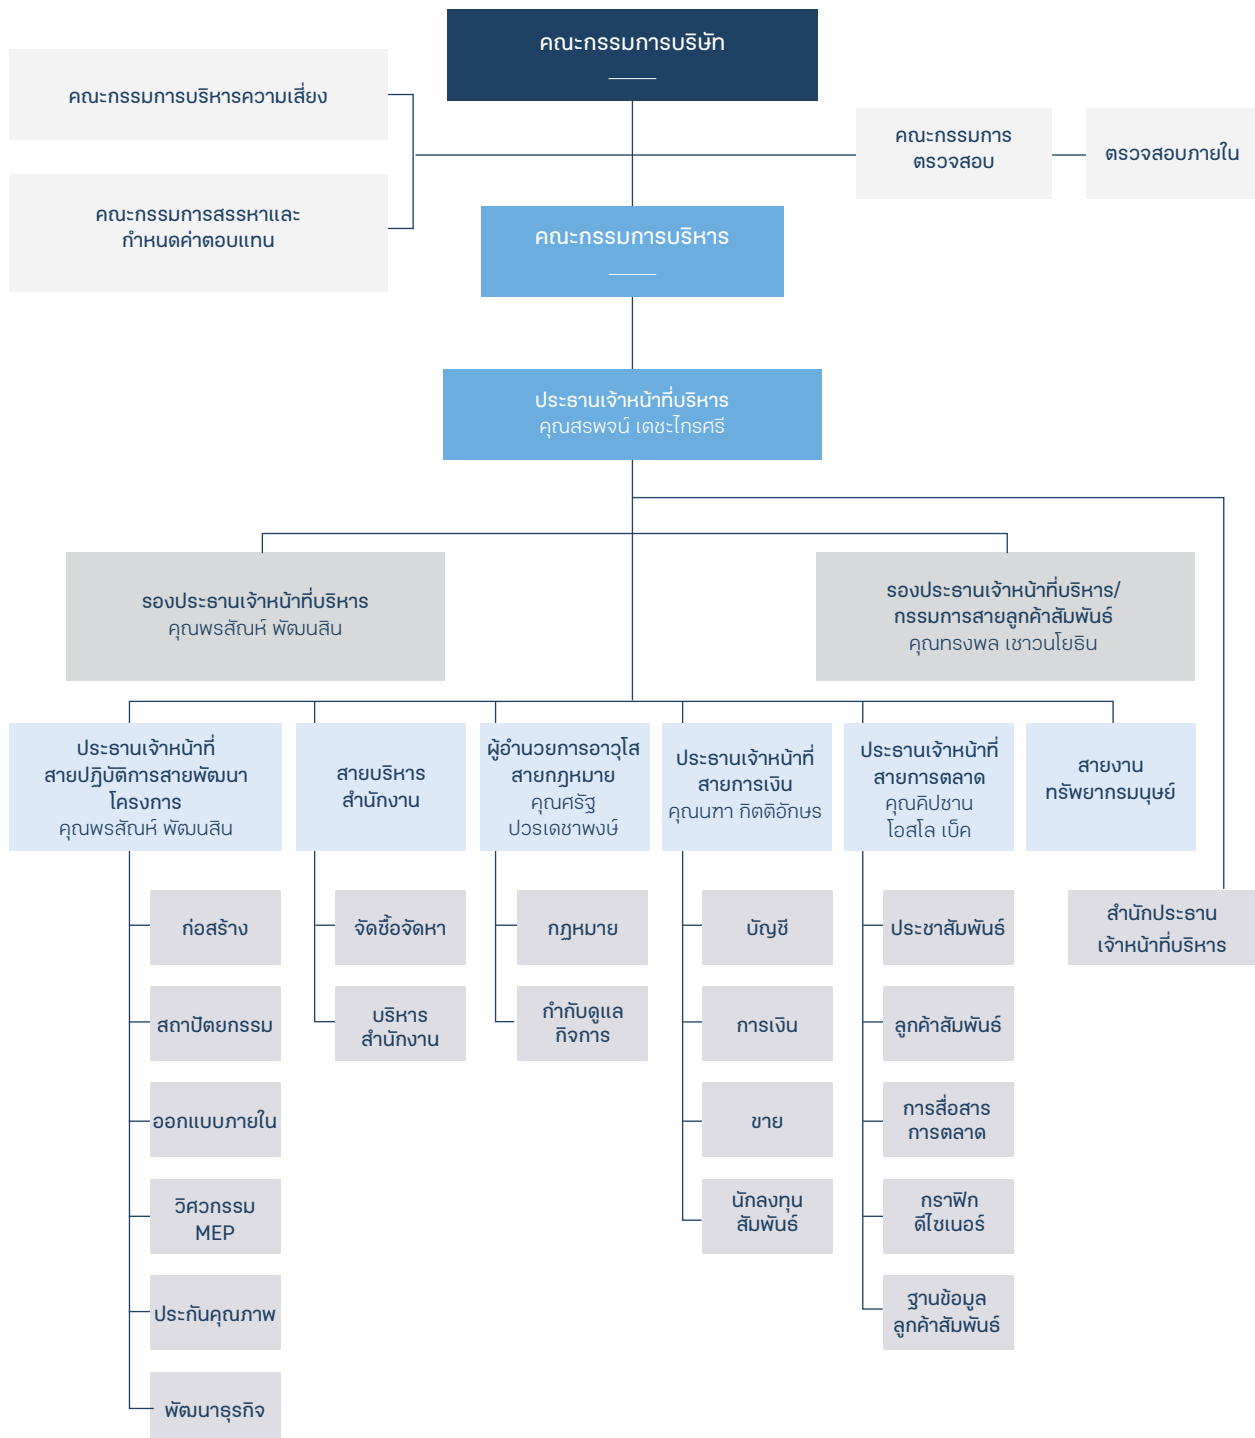 คณะกรรมการบริษัท
คณะกรรมการบริหารความเสี่ยง
คณะกรรมการ
ตรวจสอบ
ตรวจสอบภายใน
คณะกรรมการสรรหาและ
กำหนดค่าตอบแทน
คณะกรรมการบริหาร
ประธานเจ้าหน้าที่บริหาร
คุณสรพจน์ เตชะไกรศรี
รองประธานเจ้าหน้าที่บริหาร
คุณพรสัณห์ พัฒนสิน
รองประธานเจ้าหน้าที่บริหาร/
กรรมการสายลูกค้าสัมพันธ์
คุณทรงพล เชาวนโยธิน
ประธานเจ้าหน้าที่
สายปฏิบัติการสายพัฒนา
โครงการ
คุณพรสัณห์ พัฒนสิน
สายบริหาร
สำนักงาน
ผู้อำนวยการอาวุโส
สายกฎหมาย
คุณศรัฐ
ปวรเดชาพงษ์
ประธานเจ้าหน้าที่
สายการเงิน
คุณนฑา กิตติอักษร
ประธานเจ้าหน้าที่
สายการตลาด
คุณคิปซาน
โอสโล เบ็ค
สายงาน
ทรัพยากรมนุษย์
ก่อสร้าง
สถาปัตยกรรม
ออกแบบภายใน
วิศวกรรม
MEP
ประกันคุณภาพ
พัฒนาธุรกิจ
จัดซื้อจัดหา
บริหาร
สำนักงาน
กฎหมาย
กำกับดูแล
กิจการ
บัญชี
การเงิน
ขาย
นักลงทุน
สัมพันธ์
ประชาสัมพันธ์
ลูกค้าสัมพันธ์
การสื่อสาร
การตลาด
กราฟิก
ดีไซเนอร์
ฐานข้อมูล
ลูกค้าสัมพันธ์
สำนักประธาน
เจ้าหน้าที่บริหาร